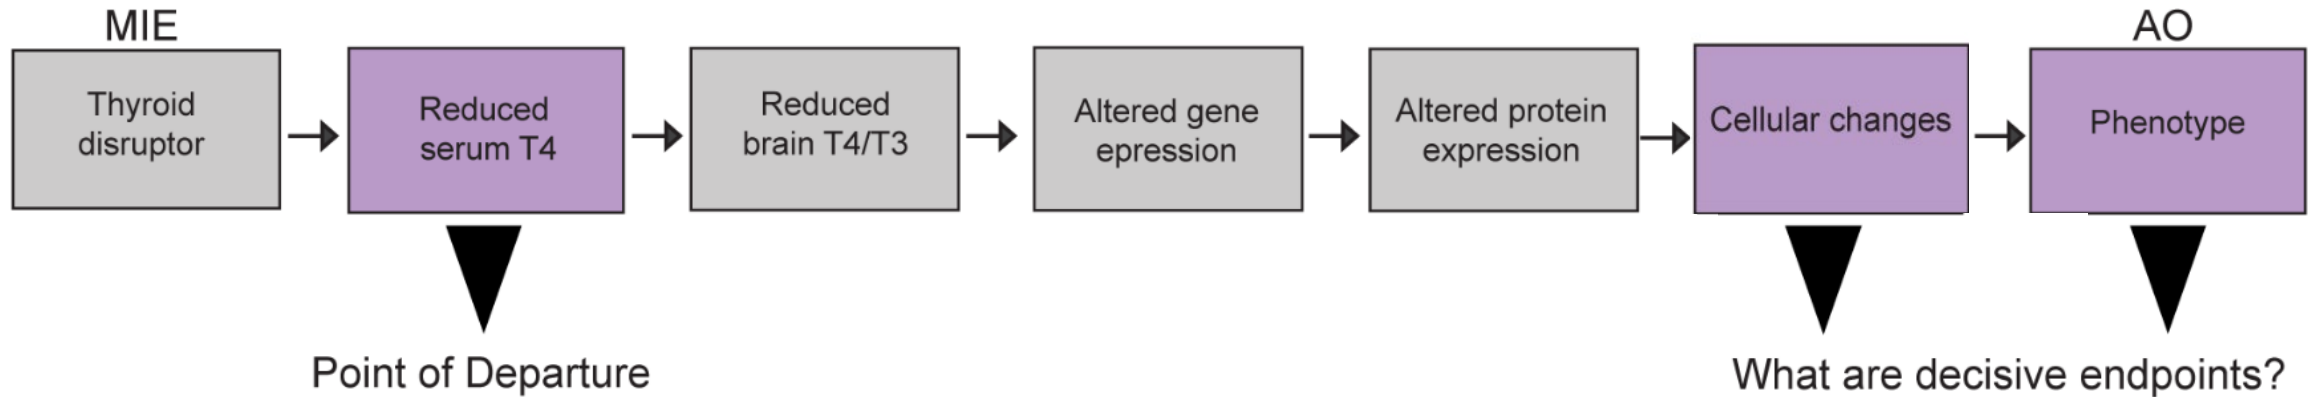 MIE
AO
Thyroid
disruptor
Reduced
serum T4
Reduced
brain T4/T3
Altered gene
epression
Altered protein
expression
Cellular changes
Phenotype
Point of Departure
What are decisive endpoints?